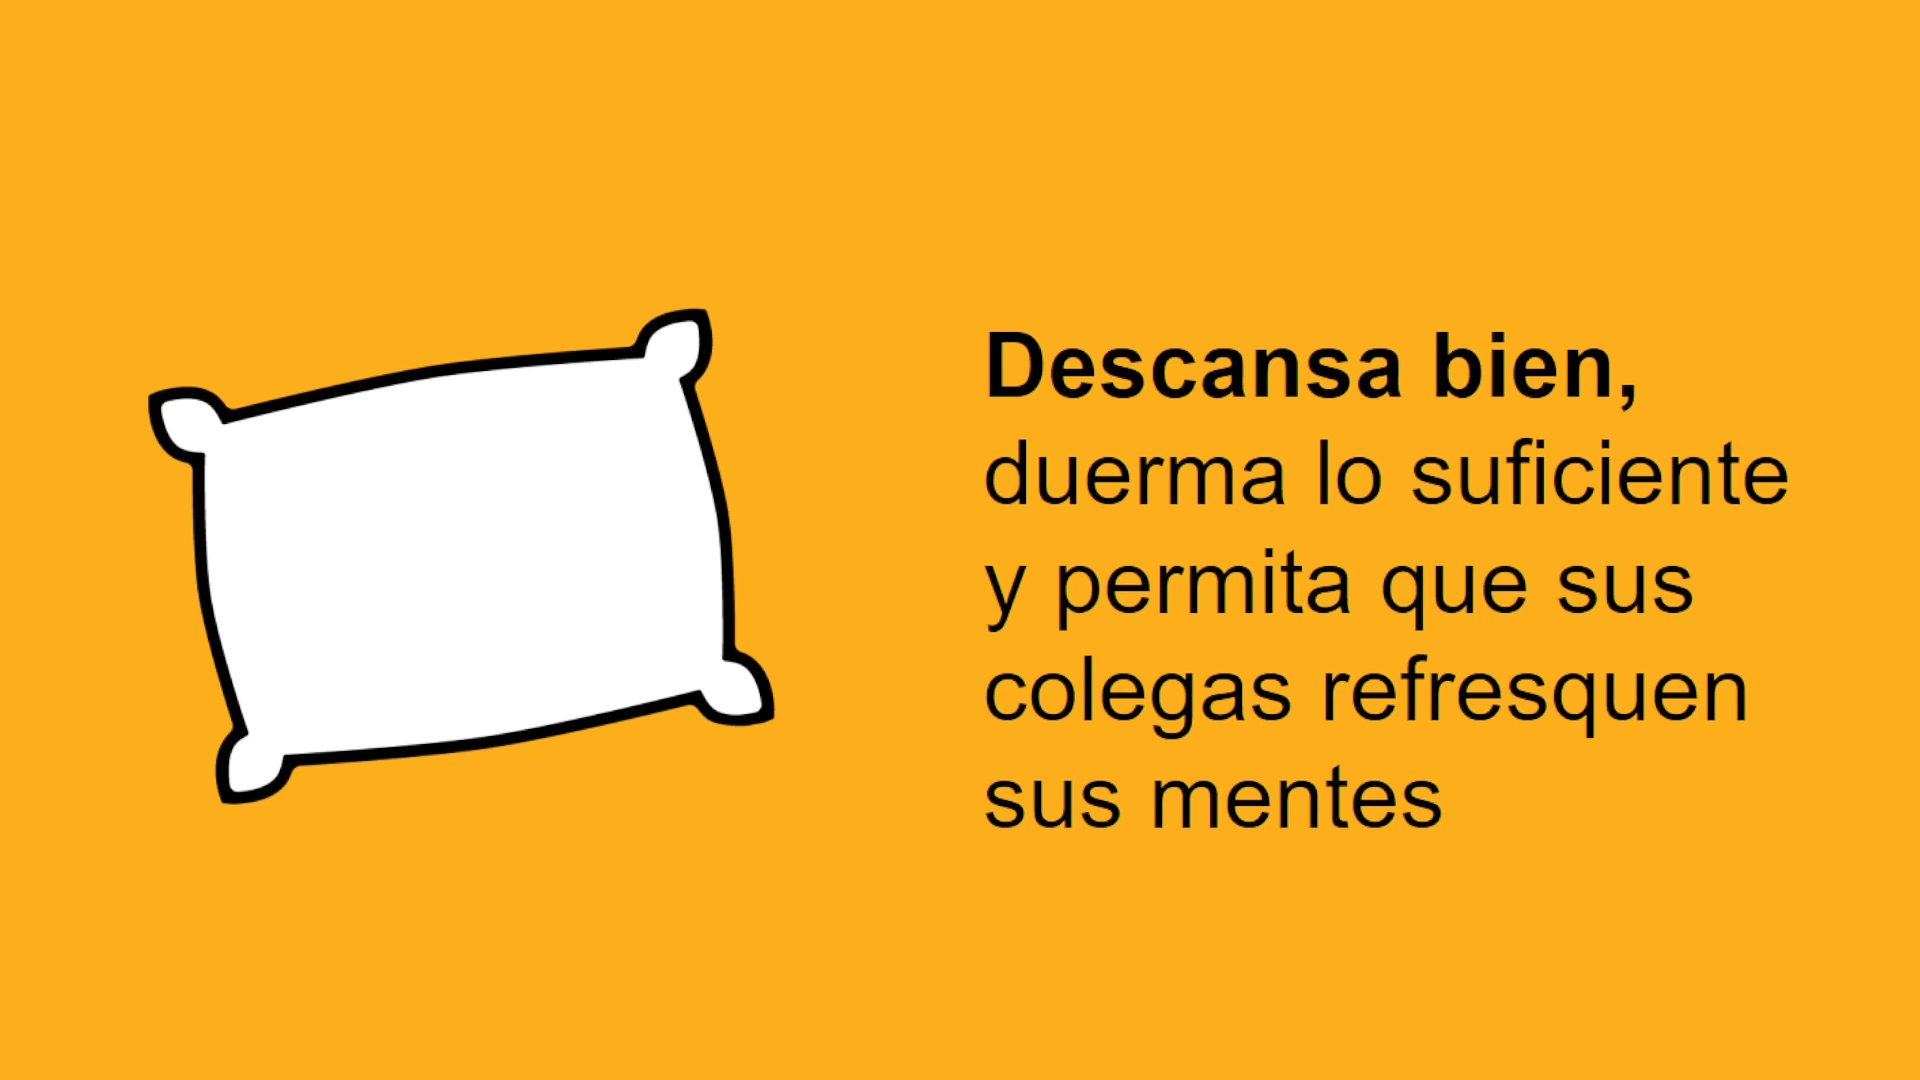 Descansa bien,
duerma lo suficiente
y permita que sus
colegas refresquen
sus mentes